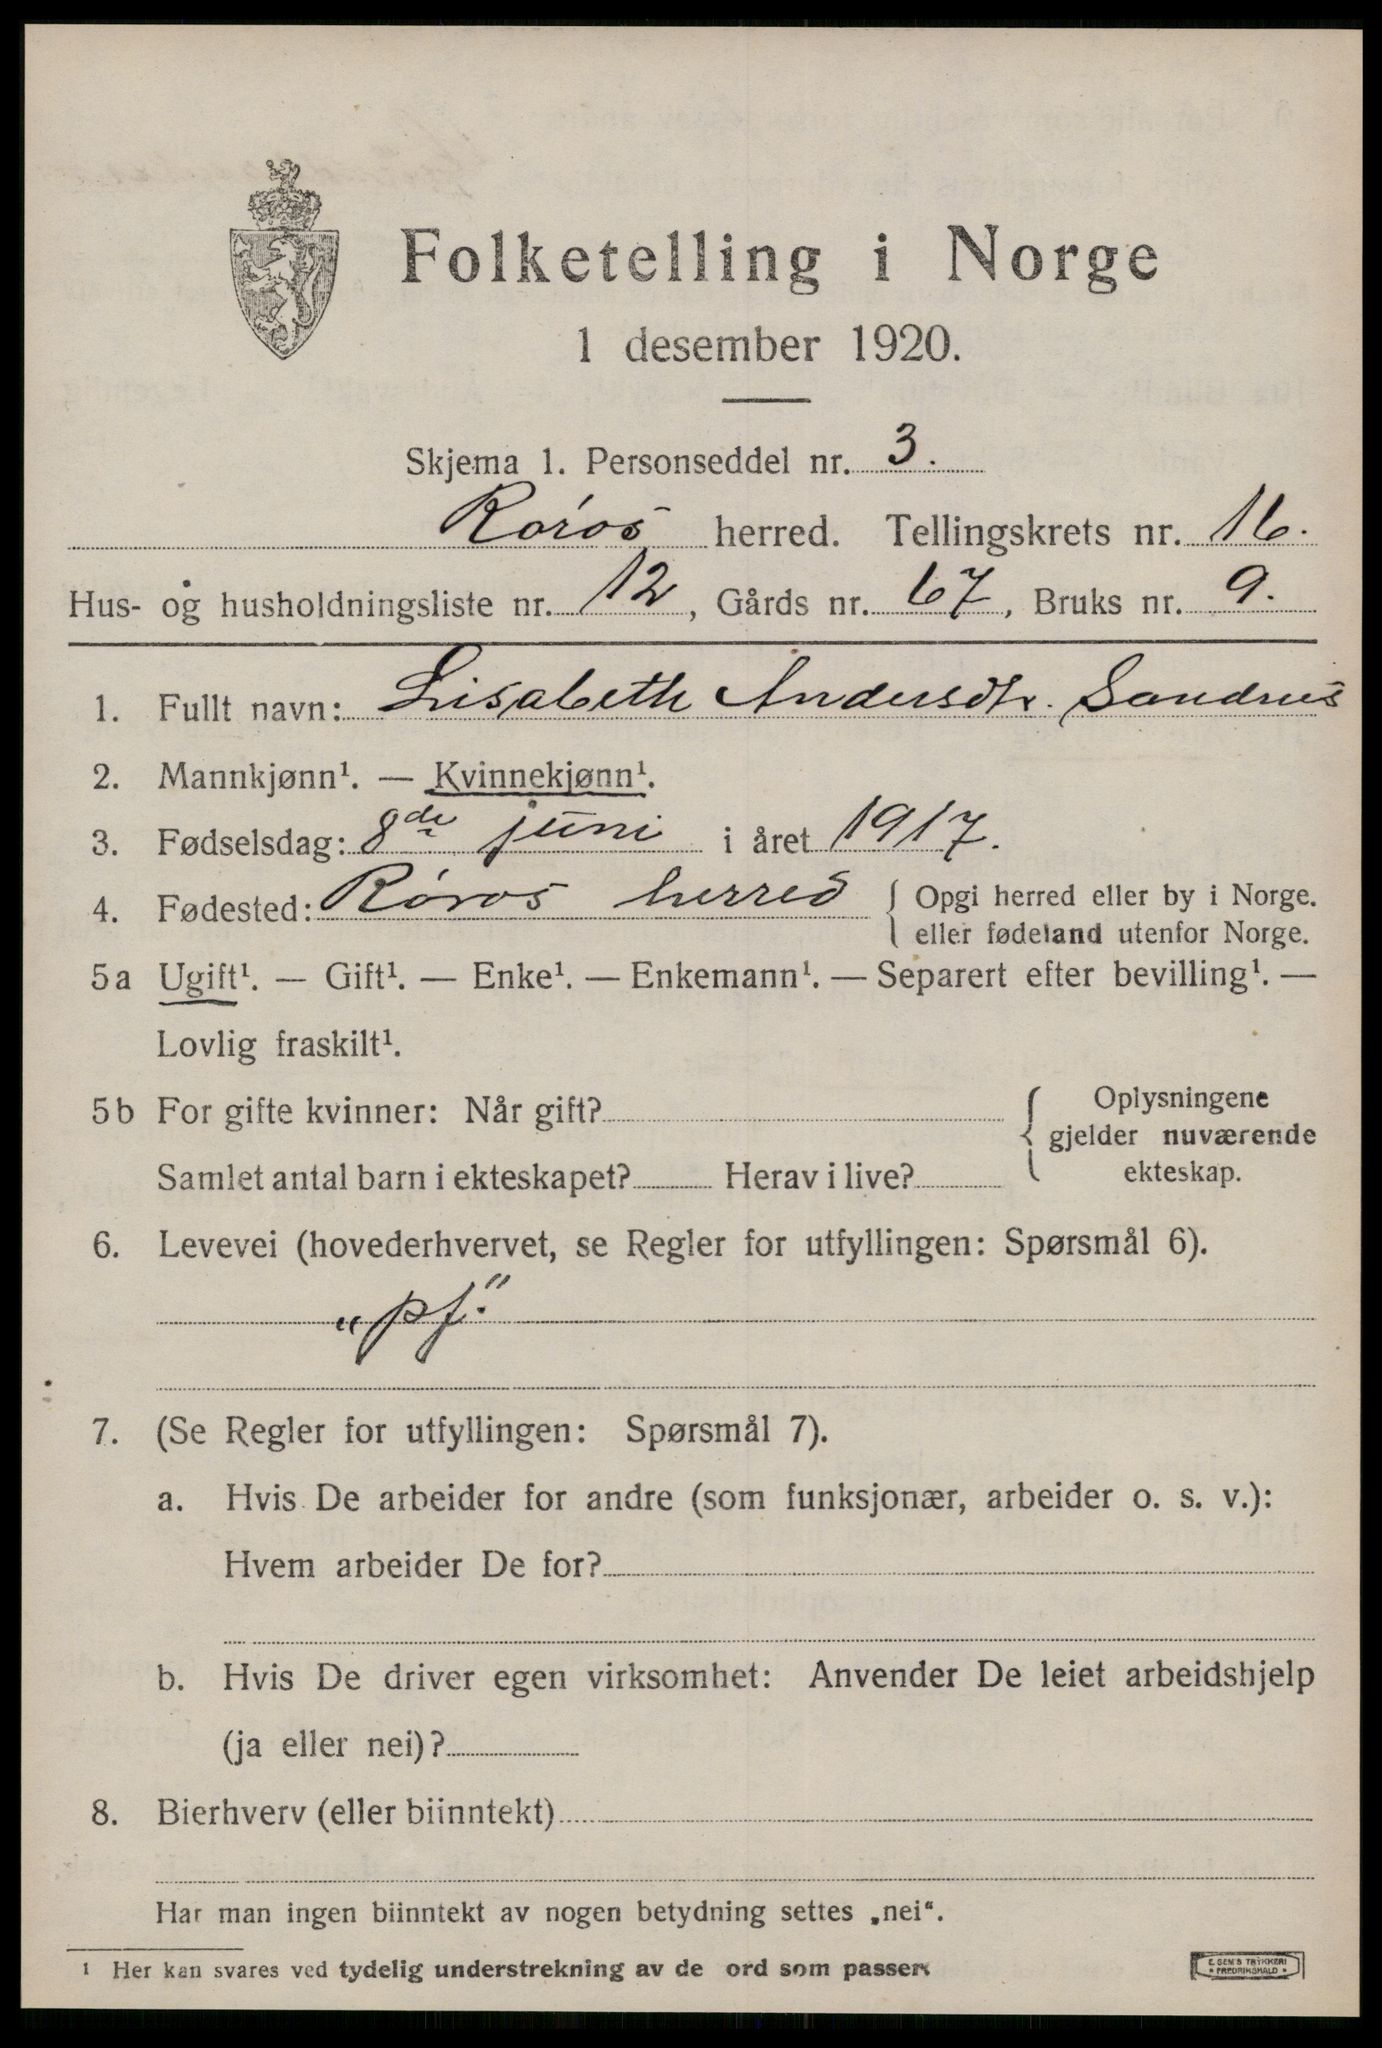 Folketelling i Norge
1 desember 1920.
Skjema 1. Personseddel nr. 3.
Røros herred. Tellingskrets nr. 16.
Hus- og husholdningsliste nr. 12, Gårds nr. 67, Bruks nr. 9.
1. Fullt navn: Lisabeth Andersdtr. Sandnes
2. Mannkjønn¹. — Kvinnekjønn¹.
3. Fødselsdag: 8de juni i året 1917.
4. Fødested: Røros herred { Opgi herred eller by i Norge.
eller fødeland utenfor Norge.
5a Ugift¹. — Gift¹. — Enke¹. — Enkemann¹. — Separert efter bevilling¹. —
Lovlig fraskilt¹.
5b For gifte kvinner: Når gift? { Oplysningene
gjelder nuværende
ekteskap.
Samlet antal barn i ekteskapet? Herav i live?
6. Levevei (hovederhvervet, se Regler for utfyllingen: Spørsmål 6).
„pf."
7. (Se Regler for utfyllingen: Spørsmål 7).
a. Hvis De arbeider for andre (som funksjonær, arbeider o. s. v.):
Hvem arbeider De for?
b. Hvis De driver egen virksomhet: Anvender De leiet arbeidshjelp
(ja eller nei)?
8. Bierhverv (eller biinntekt)
Har man ingen biinntekt av nogen betydning settes „nei“.
¹ Her kan svares ved tydelig understrekning av de ord som passer.
E. SEM'S TRYKKERI
• FREDRIKSHALD •